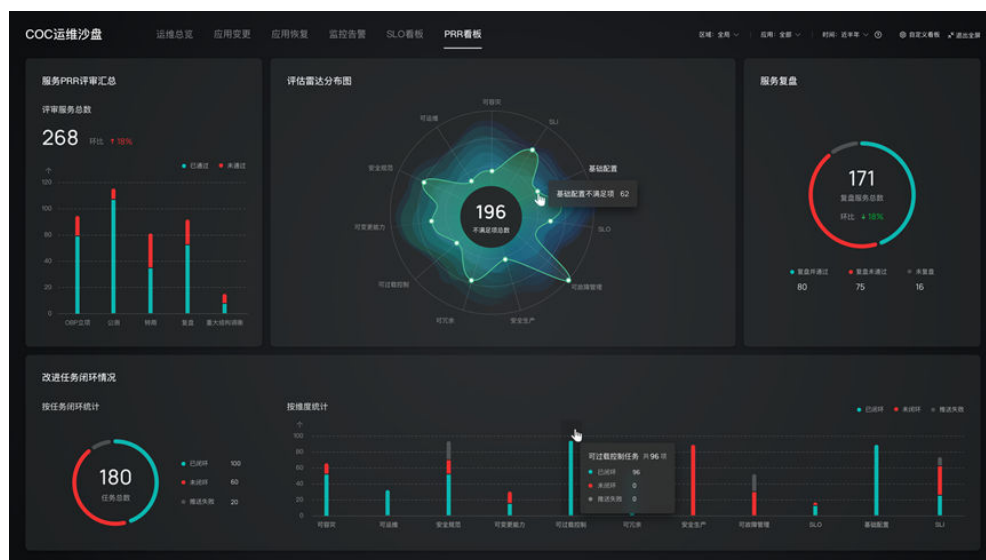 COC运维沙盘
运维总览 应用变更 应用恢复 监控告警 SLO看板 PRR看板
区域: 全局 应用: 全部 时间: 近半年 自定义看板 退出全屏
服务PRR评审汇总
评审服务总数
268 环比 ↑ 18%
个
已通过 未通过
120
100
80
40
20
0
OBP立项 公测 转商 复盘 重大结构调整
评估雷达分布图
可容灾
SLI
基础配置
基础配置不满足项 62
SLO
可故障管理
安全生产
可冗余
可过载控制
可变更能力
安全规范
可运维
196
不满足项总数
服务复盘
171
复盘服务总数
环比 ↓ 18%
复盘并通过 复盘未通过 未复盘
80 75 16
改进任务闭环情况
按任务闭环统计
180
任务总数
已闭环 100
未闭环 60
推送失败 20
按维度统计
个
已闭环 未闭环 推送失败
100
80
60
40
20
0
可过载控制任务 共 96 项
已闭环 96
未闭环 0
推送失败 0
可容灾 可运维 安全规范 可变更能力 可过载控制 可冗余 安全生产 可故障管理 SLO 基础配置 SLI